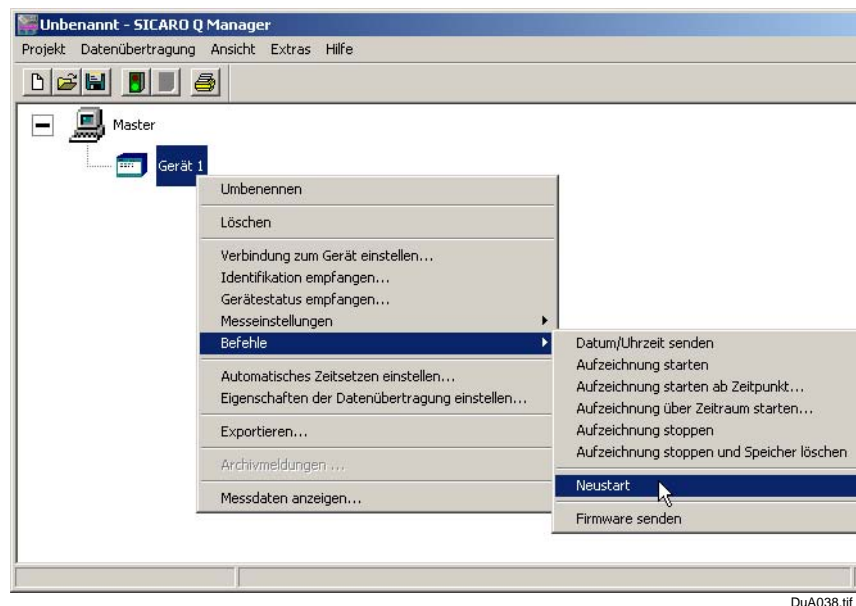 Unbenannt - SICARO Q Manager
Projekt Datenübertragung Ansicht Extras Hilfe
Master
Gerät 1
Umbenennen
Löschen
Verbindung zum Gerät einstellen...
Identifikation empfangen...
Gerätestatus empfangen...
Messeinstellungen
Befehle
Automatisches Zeitsetzen einstellen...
Eigenschaften der Datenübertragung einstellen...
Exportieren...
Archivmeldungen ...
Messdaten anzeigen...
Datum/Uhrzeit senden
Aufzeichnung starten
Aufzeichnung starten ab Zeitpunkt...
Aufzeichnung über Zeitraum starten...
Aufzeichnung stoppen
Aufzeichnung stoppen und Speicher löschen
Neustart
Firmware senden
DuA038.tif